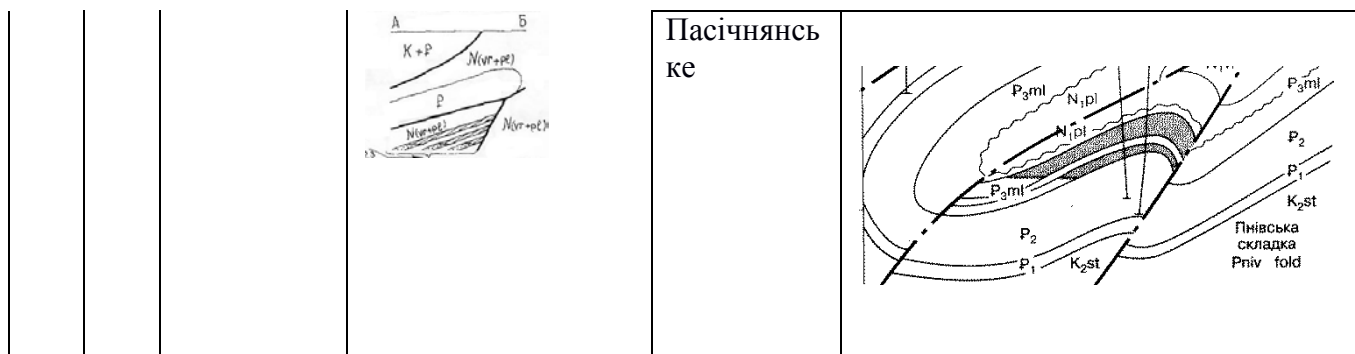 А Б
К + Р
N(vr+pl)
Р
N(vr+pl)
N(vr+pl)
Пасічнянсь
ке
P₃ml
P₃ml
N₁pl
N₁pl
P₂
P₃ml
P₁
K₂st
P₂
P₁
K₂st
Пнівська
складка
Pniv fold